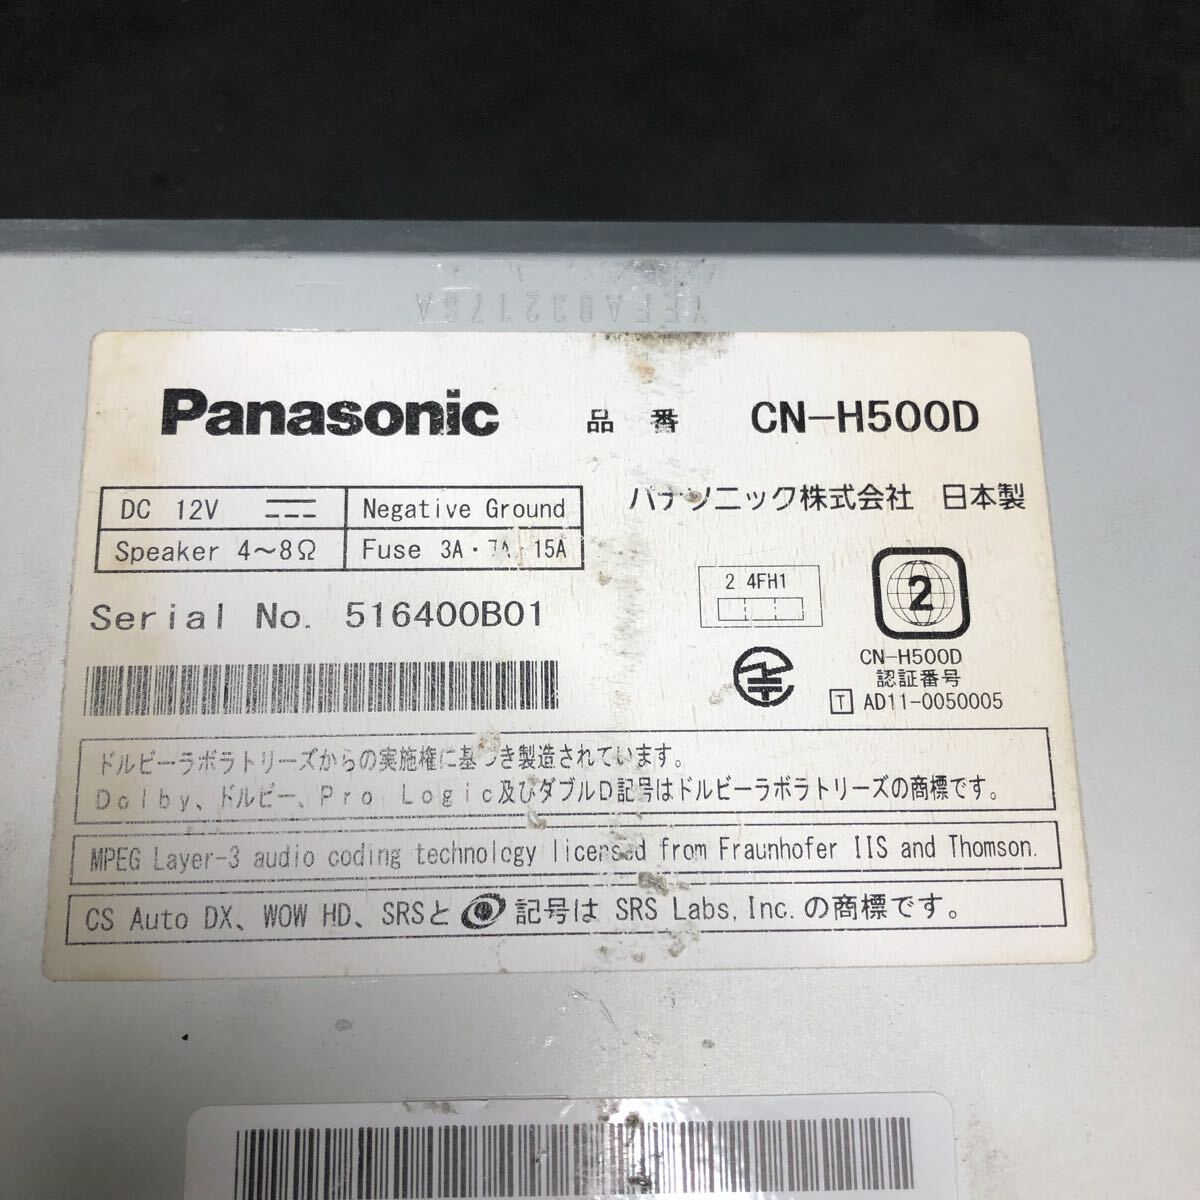 YEFA032175A
Panasonic 品番 CN-H500D
DC 12V Negative Ground
Speaker 4～8Ω Fuse 3A・7A・15A
パナソニック株式会社 日本製
Serial No. 516400B01
2 4FH1
2
CN-H500D
認証番号
T AD11-0050005
ドルビーラボラトリーズからの実施権に基づき製造されています。
Dolby、ドルビー、Pro Logic及びダブルD記号はドルビーラボラトリーズの商標です。
MPEG Layer-3 audio coding technology licensed from Fraunhofer IIS and Thomson.
CS Auto DX、WOW HD、SRSと 記号は SRS Labs, Inc. の商標です。